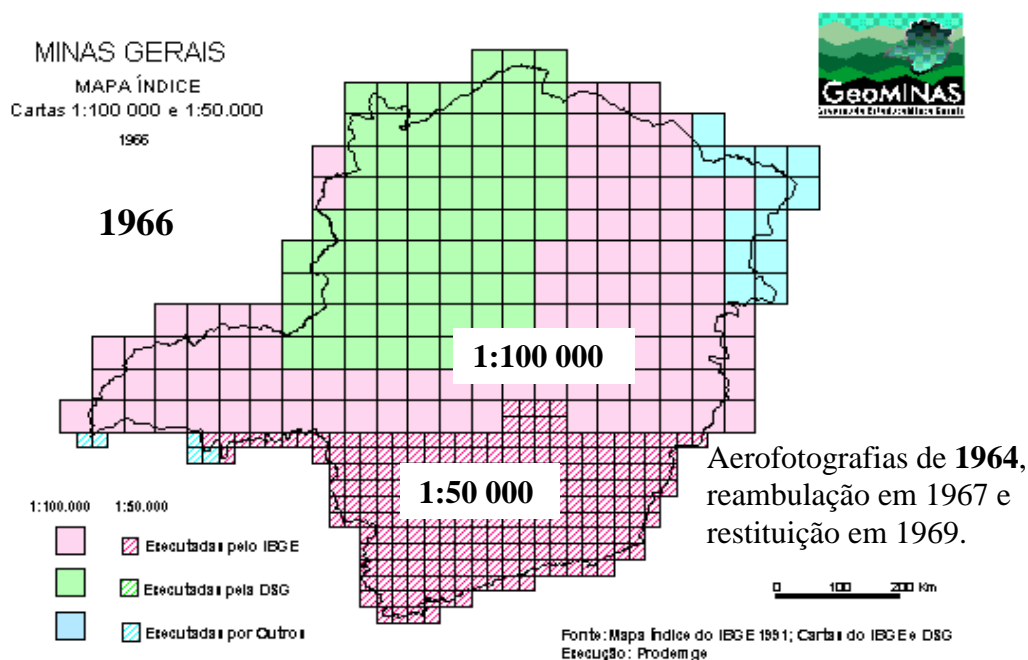 MINAS GERAIS
MAPA ÍNDICE
Cartas 1:100 000 e 1:50.000
1966
GeoMINAS
1966
1:100 000
1:50 000
Aerofotografias de 1964,
reambulação em 1967 e
restituição em 1969.
1:100.000 1:50.000
Executadas pelo IBGE
Executadas pela DSG
Executadas por Outros
0 100 200 Km
Fonte: Mapa Índice do IBGE 1991; Cartas do IBGE e DSG
Execução: Prodemge